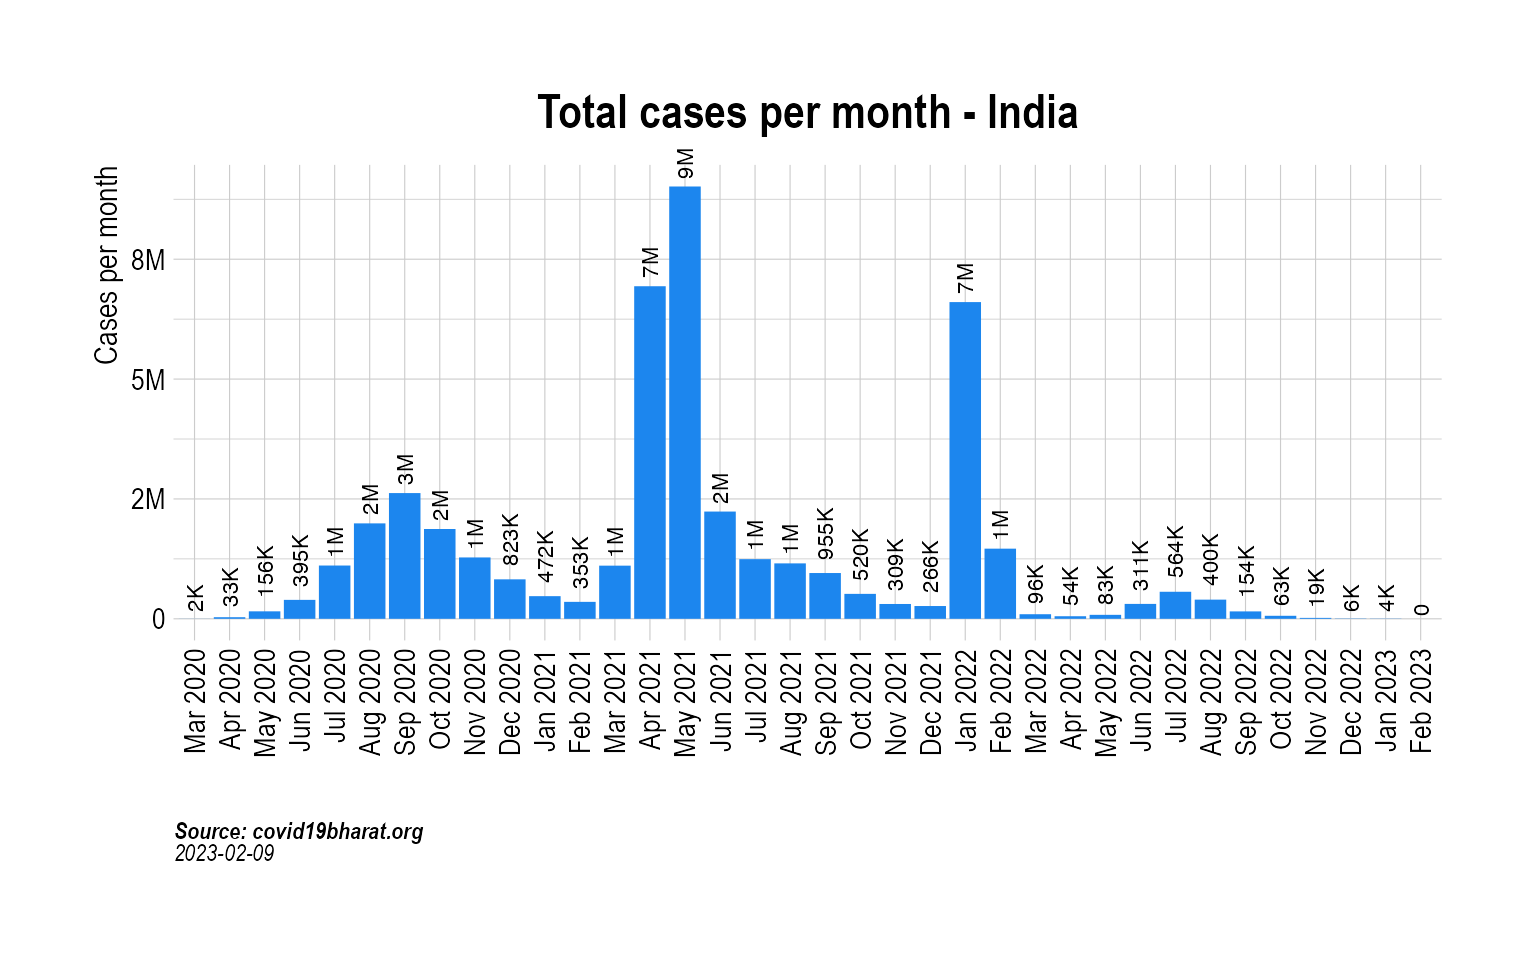 Total cases per month - India
Cases per month
8M
5M
2M
0
2K
33K
156K
395K
1M
2M
3M
2M
1M
823K
472K
353K
1M
7M
9M
2M
1M
1M
955K
520K
309K
266K
7M
1M
96K
54K
83K
311K
564K
400K
154K
63K
19K
6K
4K
0
Mar 2020
Apr 2020
May 2020
Jun 2020
Jul 2020
Aug 2020
Sep 2020
Oct 2020
Nov 2020
Dec 2020
Jan 2021
Feb 2021
Mar 2021
Apr 2021
May 2021
Jun 2021
Jul 2021
Aug 2021
Sep 2021
Oct 2021
Nov 2021
Dec 2021
Jan 2022
Feb 2022
Mar 2022
Apr 2022
May 2022
Jun 2022
Jul 2022
Aug 2022
Sep 2022
Oct 2022
Nov 2022
Dec 2022
Jan 2023
Feb 2023
Source: covid19bharat.org
2023-02-09